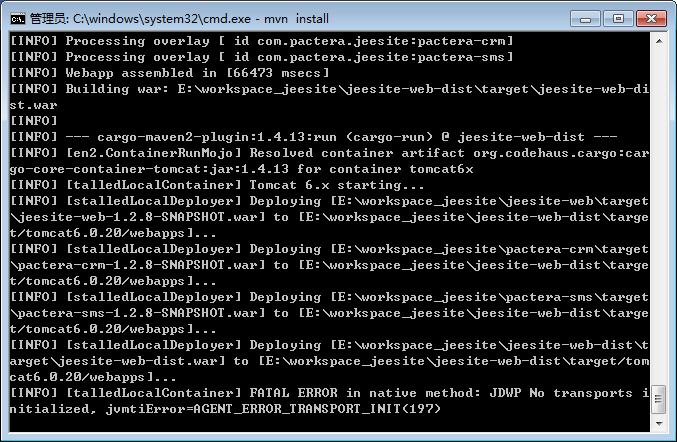 管理员: C:\windows\system32\cmd.exe - mvn  install
[INFO] Processing overlay [ id com.pactera.jeesite:pactera-crm]
[INFO] Processing overlay [ id com.pactera.jeesite:pactera-sms]
[INFO] Webapp assembled in [66473 msecs]
[INFO] Building war: E:\workspace_jeesite\jeesite-web-dist\target\jeesite-web-di
st.war
[INFO]
[INFO] --- cargo-maven2-plugin:1.4.13:run (cargo-run) @ jeesite-web-dist ---
[INFO] [en2.ContainerRunMojo] Resolved container artifact org.codehaus.cargo:car
go-core-container-tomcat:jar:1.4.13 for container tomcat6x
[INFO] [talledLocalContainer] Tomcat 6.x starting...
[INFO] [stalledLocalDeployer] Deploying [E:\workspace_jeesite\jeesite-web\target
\jeesite-web-1.2.8-SNAPSHOT.war] to [E:\workspace_jeesite\jeesite-web-dist\targe
t/tomcat6.0.20/webapps]...
[INFO] [stalledLocalDeployer] Deploying [E:\workspace_jeesite\pactera-crm\target
\pactera-crm-1.2.8-SNAPSHOT.war] to [E:\workspace_jeesite\jeesite-web-dist\targe
t/tomcat6.0.20/webapps]...
[INFO] [stalledLocalDeployer] Deploying [E:\workspace_jeesite\pactera-sms\target
\pactera-sms-1.2.8-SNAPSHOT.war] to [E:\workspace_jeesite\jeesite-web-dist\targe
t/tomcat6.0.20/webapps]...
[INFO] [stalledLocalDeployer] Deploying [E:\workspace_jeesite\jeesite-web-dist\t
arget\jeesite-web-dist.war] to [E:\workspace_jeesite\jeesite-web-dist\target/tom
cat6.0.20/webapps]...
[INFO] [talledLocalContainer] FATAL ERROR in native method: JDWP No transports i
nitialized, jvmtiError=AGENT_ERROR_TRANSPORT_INIT(197)